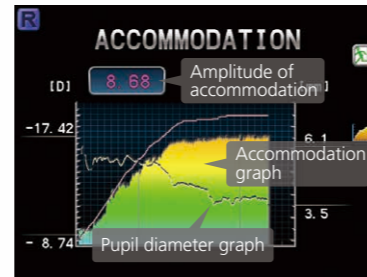 R
ACCOMMODATION
[D]
8.68
Amplitude of
accommodation
-17.42
6.1
Accommodation
graph
3.5
- 8.74
Pupil diameter graph